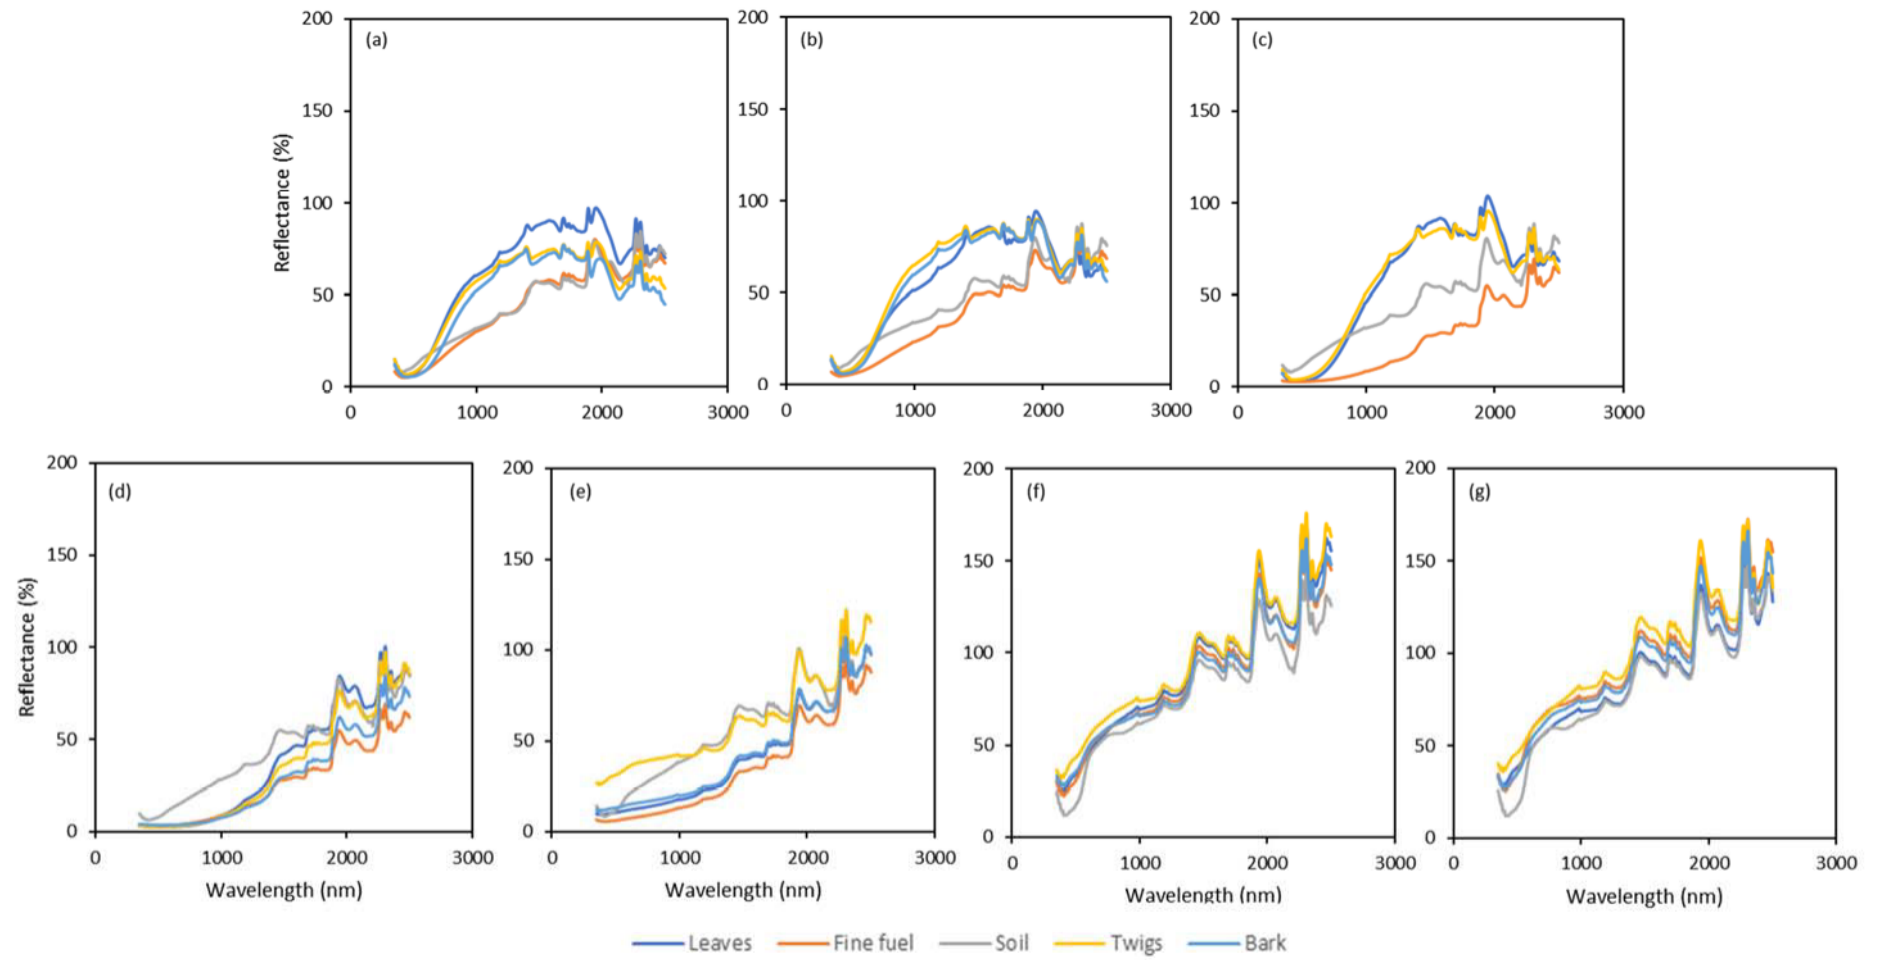 200 200 200
(a) (b) (c)
150 150 150
Reflectance (%)
100 100 100
50 50 50
0 0 0
0 1000 2000 3000 0 1000 2000 3000 0 1000 2000 3000
200 200 200 200
(d) (e) (f) (g)
150 150 150 150
Reflectance (%)
100 100 100 100
50 50 50 50
0 0 0 0
0 1000 2000 3000 0 1000 2000 3000 0 1000 2000 3000 0 1000 2000 3000
Wavelength (nm) Wavelength (nm) Wavelength (nm) Wavelength (nm)
Leaves Fine fuel Soil Twigs Bark